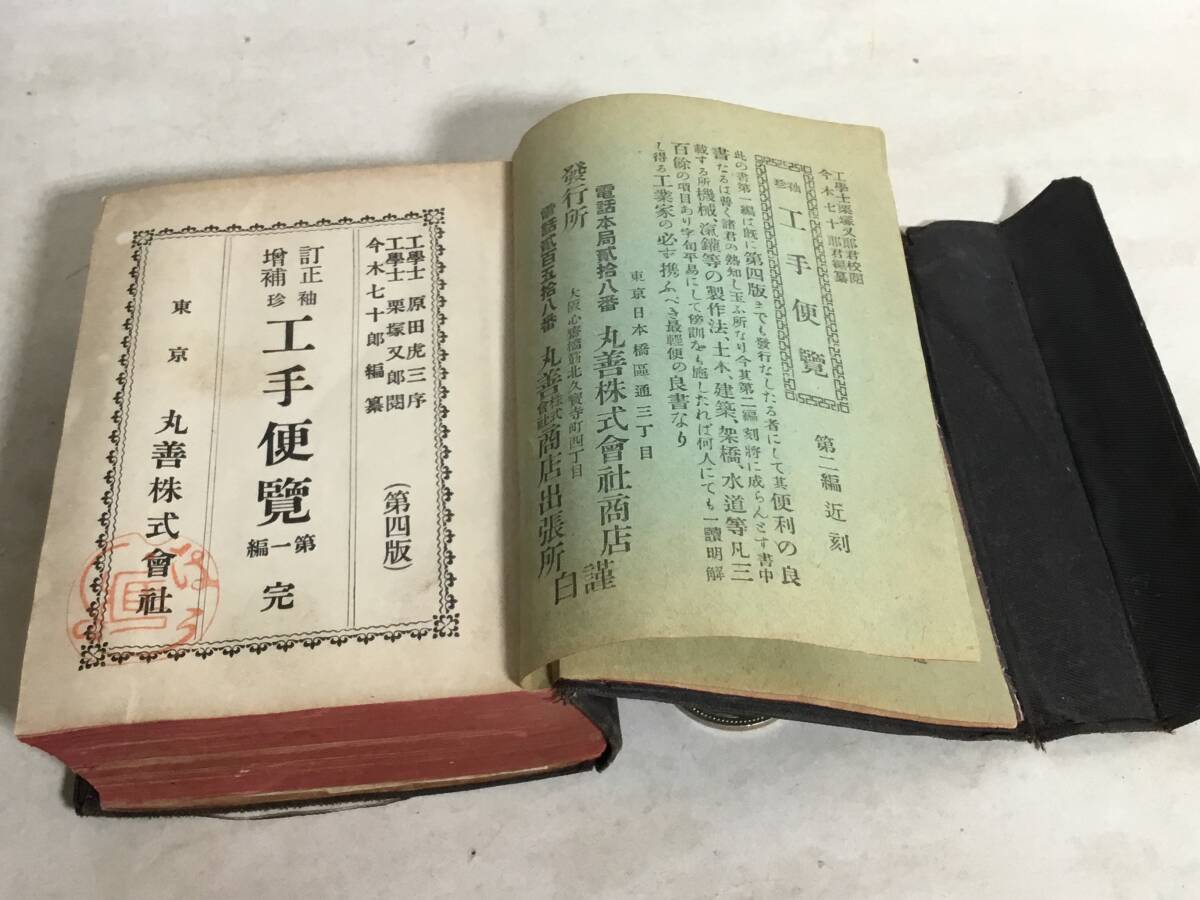 工學士栗塚又郎君校閲
今木七十郎君編纂
袖珍 工手便覽 第二編近刻
此の書第一編は既に第四版までも發行なしたる者にして其便利の良
書たるは普く諸君の熟知し玉ふ所なり今其第二編刻將に成らんとす書中
載する所機械、滊鑵等の製作法、土木、建築、架橋、水道等凡三
百餘の項目あり字句平易にして傍訓をも施したれば何人にても一讀明解
し得る工業家の必ず携ふべき最輕便の良書なり
東京日本橋區通三丁目
電話本局貳拾八番 丸善株式會社商店 謹
發行所
大阪心齋橋筋北久寶寺町四丁目
電話貳百五拾八番 丸善株式會社商店出張所 白
工學士 原田虎三序
工學士 栗塚又郎閲
今木七十郎編纂
(第四版)
訂正增補 袖珍 工手便覽 第一編 完
東京 丸善株式會社